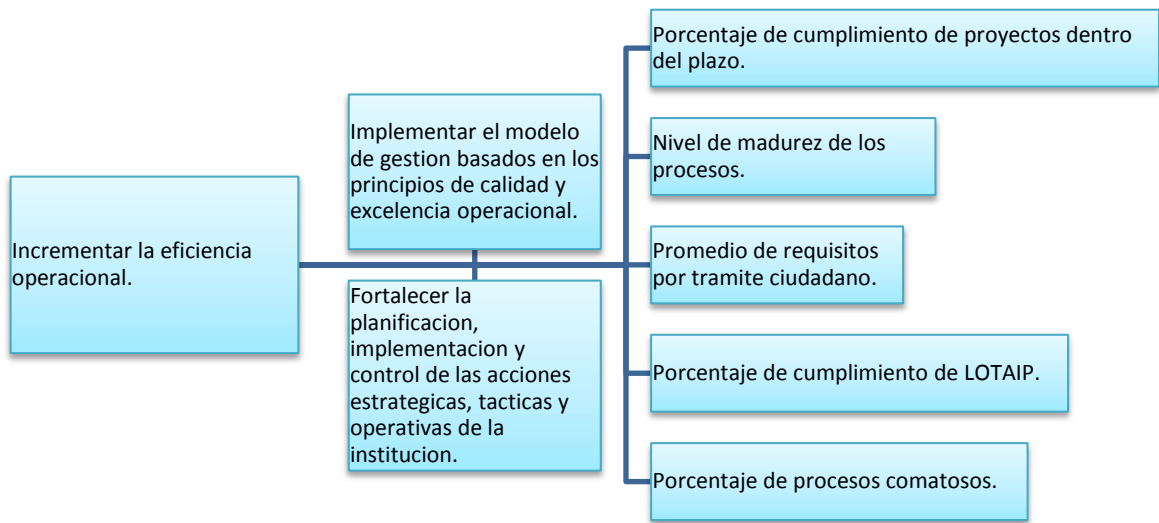 Incrementar la eficiencia
operacional.
Implementar el modelo
de gestion basados en los
principios de calidad y
excelencia operacional.
Fortalecer la
planificacion,
implementacion y
control de las acciones
estrategicas, tacticas y
operativas de la
institucion.
Porcentaje de cumplimiento de proyectos dentro
del plazo.
Nivel de madurez de los
procesos.
Promedio de requisitos
por tramite ciudadano.
Porcentaje de cumplimiento de LOTAIP.
Porcentaje de procesos comatosos.